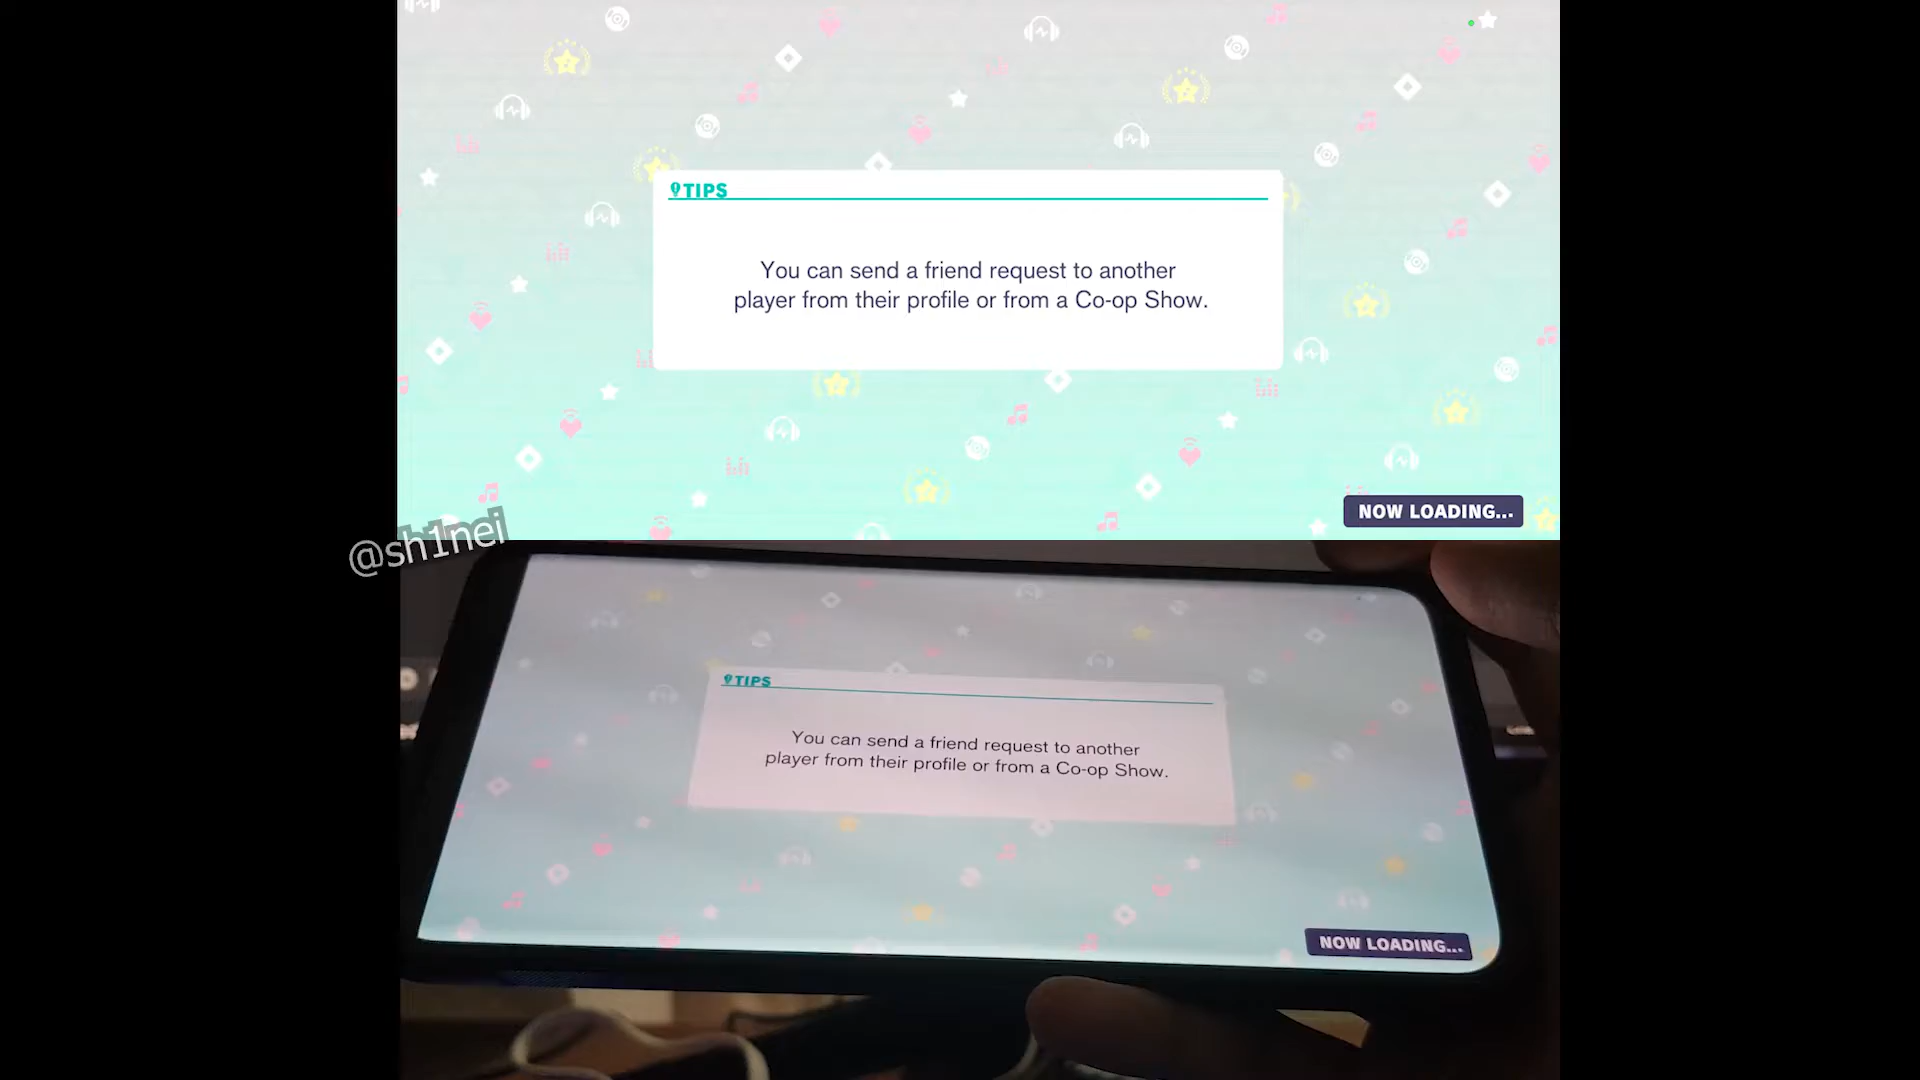 TIPS
You can send a friend request to another
player from their profile or from a Co-op Show.
NOW LOADING...
@sh1nei
TIPS
You can send a friend request to another
player from their profile or from a Co-op Show.
NOW LOADING...